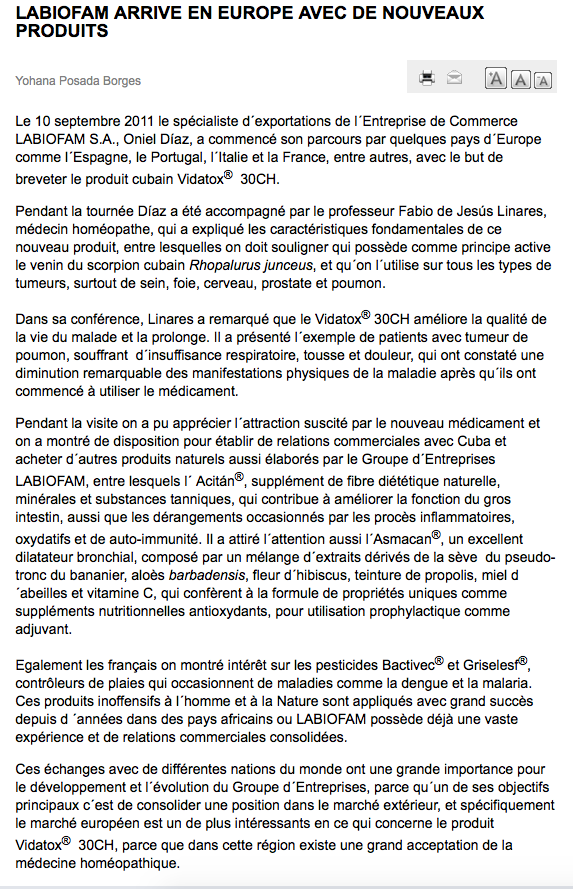 LABIOFAM ARRIVE EN EUROPE AVEC DE NOUVEAUX
PRODUITS
Yohana Posada Borges
+A A -A
Le 10 septembre 2011 le spécialiste d´exportations de l´Entreprise de Commerce
LABIOFAM S.A., Oniel Díaz, a commencé son parcours par quelques pays d´Europe
comme l´Espagne, le Portugal, l´Italie et la France, entre autres, avec le but de
breveter le produit cubain Vidatox® 30CH.
Pendant la tournée Díaz a été accompagné par le professeur Fabio de Jesús Linares,
médecin homéopathe, qui a expliqué les caractéristiques fondamentales de ce
nouveau produit, entre lesquelles on doit souligner qui possède comme principe active
le venin du scorpion cubain Rhopalurus junceus, et qu´on l´utilise sur tous les types de
tumeurs, surtout de sein, foie, cerveau, prostate et poumon.
Dans sa conférence, Linares a remarqué que le Vidatox® 30CH améliore la qualité de
la vie du malade et la prolonge. Il a présenté l´exemple de patients avec tumeur de
poumon, souffrant d´insuffisance respiratoire, tousse et douleur, qui ont constaté une
diminution remarquable des manifestations physiques de la maladie après qu´ils ont
commencé à utiliser le médicament.
Pendant la visite on a pu apprécier l´attraction suscité par le nouveau médicament et
on a montré de disposition pour établir de relations commerciales avec Cuba et
acheter d´autres produits naturels aussi élaborés par le Groupe d´Entreprises
LABIOFAM, entre lesquels l´ Acitán®, supplément de fibre diététique naturelle,
minérales et substances tanniques, qui contribue à améliorer la fonction du gros
intestin, aussi que les dérangements occasionnés par les procès inflammatoires,
oxydatifs et de auto-immunité. Il a attiré l´attention aussi l´Asmacan®, un excellent
dilatateur bronchial, composé par un mélange d´extraits dérivés de la sève du pseudo-
tronc du bananier, aloès barbadensis, fleur d´hibiscus, teinture de propolis, miel d
´abeilles et vitamine C, qui confèrent à la formule de propriétés uniques comme
suppléments nutritionnelles antioxydants, pour utilisation prophylactique comme
adjuvant.
Egalement les français on montré intérêt sur les pesticides Bactivec® et Griselesf®,
contrôleurs de plaies qui occasionnent de maladies comme la dengue et la malaria.
Ces produits inoffensifs à l´homme et à la Nature sont appliqués avec grand succès
depuis d ´années dans des pays africains ou LABIOFAM possède déjà une vaste
expérience et de relations commerciales consolidées.
Ces échanges avec de différentes nations du monde ont une grande importance pour
le développement et l´évolution du Groupe d´Entreprises, parce qu´un de ses objectifs
principaux c´est de consolider une position dans le marché extérieur, et spécifiquement
le marché européen est un de plus intéressants en ce qui concerne le produit
Vidatox® 30CH, parce que dans cette région existe une grand acceptation de la
médecine homéopathique.